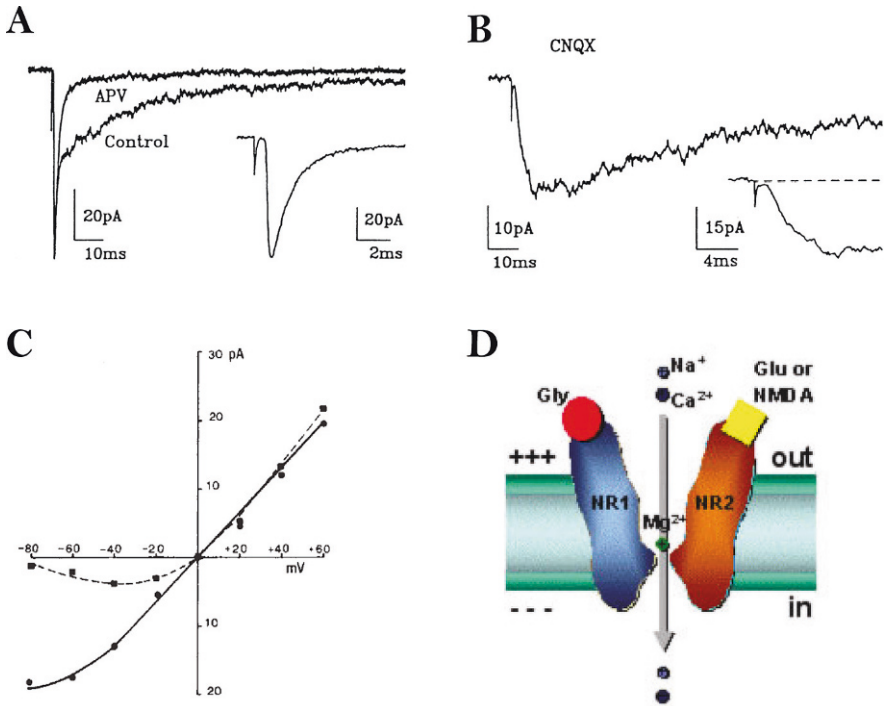 A
APV
Control
20pA
10ms
20pA
2ms
B
CNQX
10pA
10ms
15pA
4ms
C
30 pA
20
10
-80 -60 -40 -20 +20 +40 +60
mV
10
20
D
Na+
Ca2+
Glu or
NMDA
Gly
+++
out
NR1
NR2
Mg2+
- - -
in